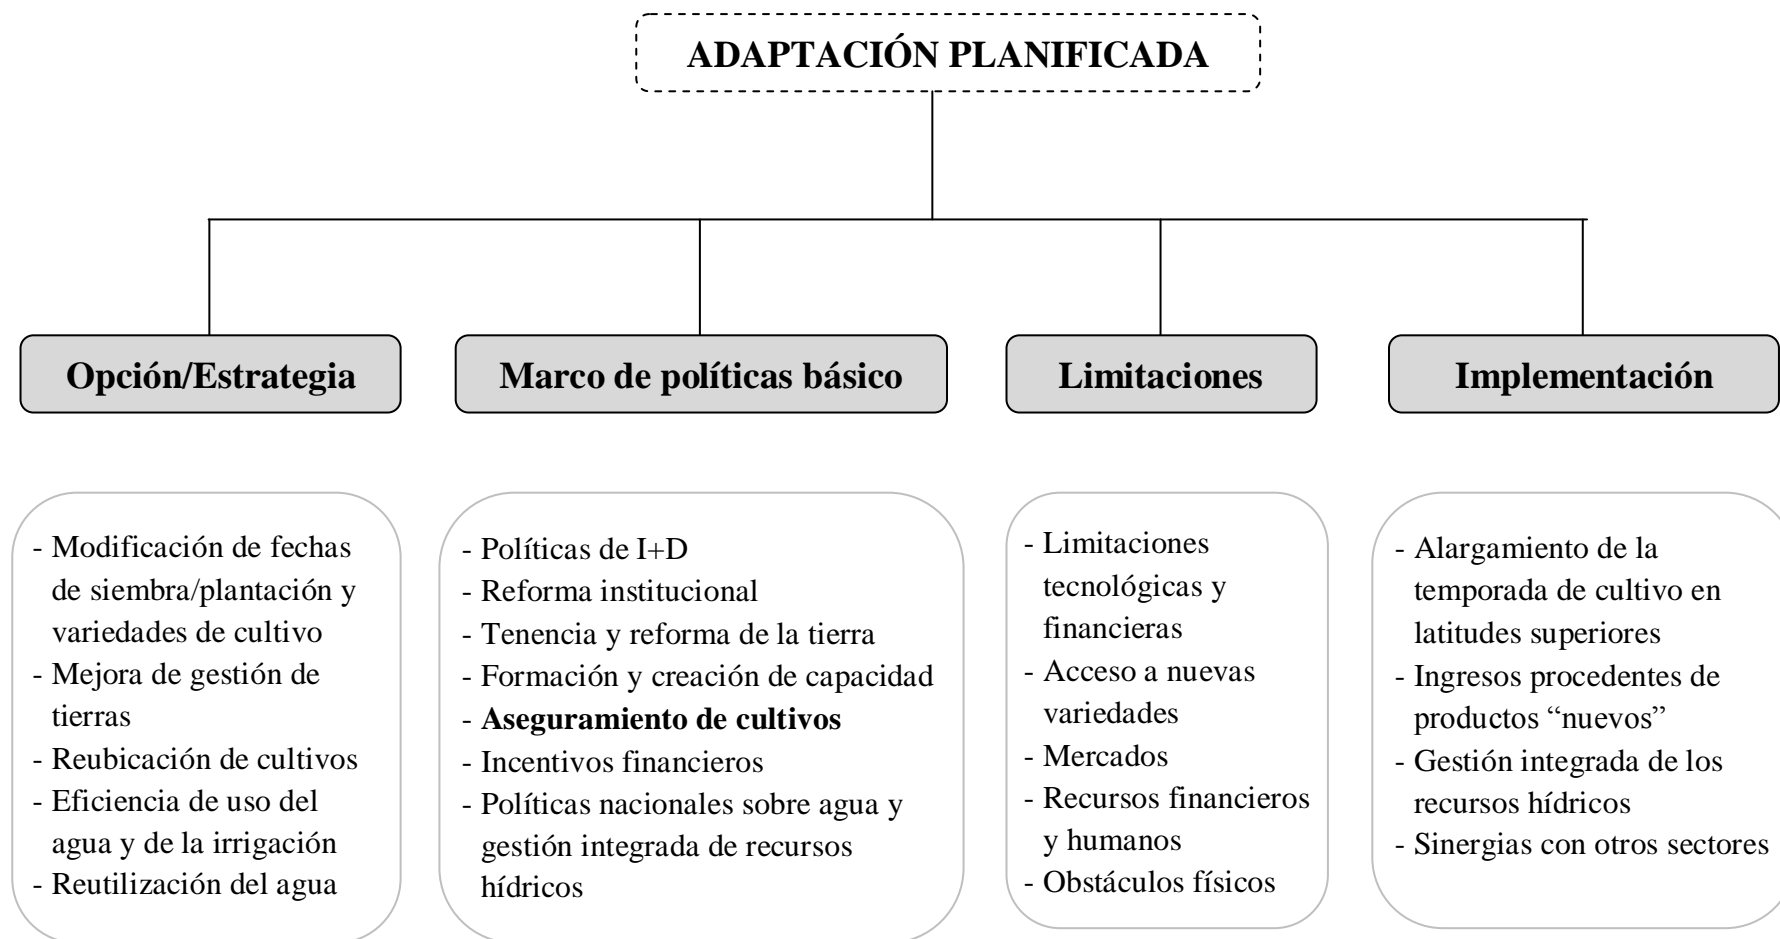 ADAPTACIÓN PLANIFICADA
Opción/Estrategia
Marco de políticas básico
Limitaciones
Implementación
- Modificación de fechas
de siembra/plantación y
variedades de cultivo
- Mejora de gestión de
tierras
- Reubicación de cultivos
- Eficiencia de uso del
agua y de la irrigación
- Reutilización del agua
- Políticas de I+D
- Reforma institucional
- Tenencia y reforma de la tierra
- Formación y creación de capacidad
- Aseguramiento de cultivos
- Incentivos financieros
- Políticas nacionales sobre agua y
gestión integrada de recursos
hídricos
- Limitaciones
tecnológicas y
financieras
- Acceso a nuevas
variedades
- Mercados
- Recursos financieros
y humanos
- Obstáculos físicos
- Alargamiento de la
temporada de cultivo en
latitudes superiores
- Ingresos procedentes de
productos “nuevos”
- Gestión integrada de los
recursos hídricos
- Sinergias con otros sectores